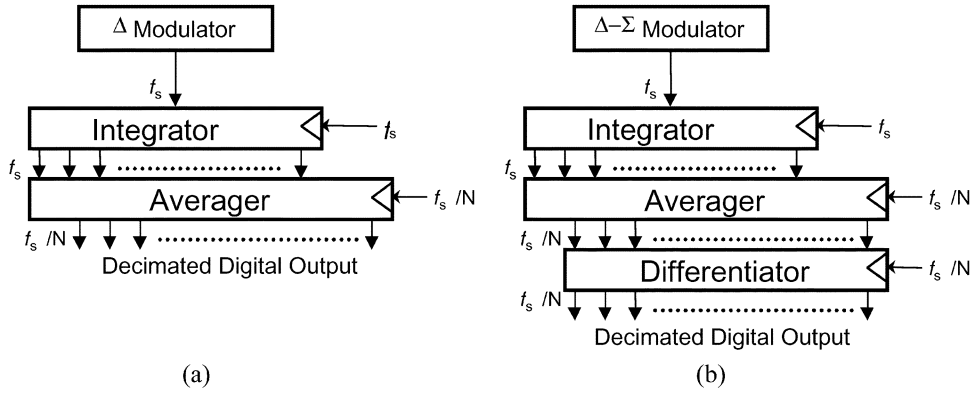 Δ Modulator
fs
Integrator
fs
fs
Averager
fs /N
fs /N
Decimated Digital Output
(a)
Δ–Σ Modulator
fs
Integrator
fs
fs
Averager
fs /N
fs /N
Differentiator
fs /N
fs /N
Decimated Digital Output
(b)